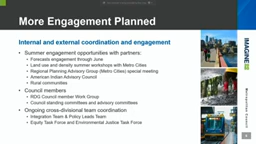 More Engagement Planned
Internal and external coordination and engagement
• Summer engagement opportunities with partners:
• Forecasts engagement through June
• Land use and density summer workshops with Metro Cities
• Regional Planning Advisory Group (Metro Cities) special meeting
• American Indian Advisory Council
• Rural communities
• Council members
• RDG Council member Work Group
• Council standing committees and advisory committees
• Ongoing cross-divisional team coordination
• Integration Team & Policy Leads Team
• Equity Task Force and Environmental Justice Task Force
IMAGINE
Metropolitan Council